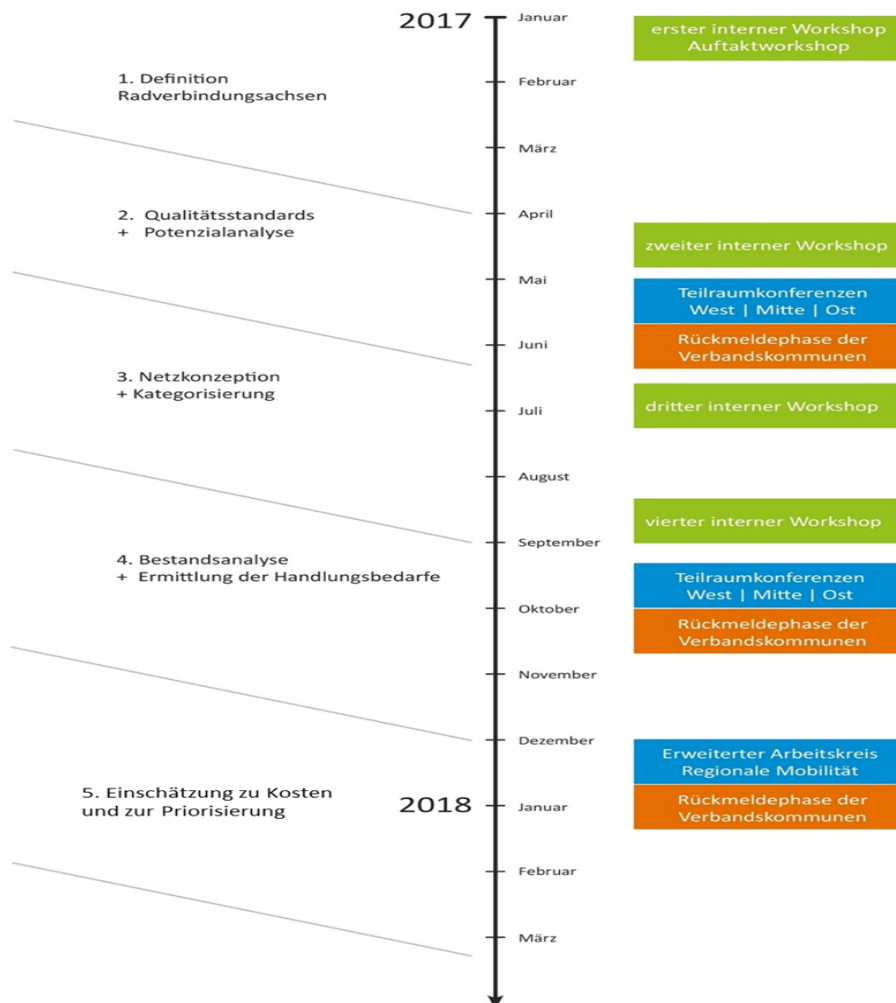 2017
Januar
erster interner Workshop
Auftaktworkshop
1. Definition
Radverbindungsachsen
Februar
März
April
2. Qualitätsstandards
+ Potenzialanalyse
zweiter interner Workshop
Mai
Teilraumkonferenzen
West | Mitte | Ost
Juni
Rückmeldephase der
Verbandskommunen
3. Netzkonzeption
+ Kategorisierung
Juli
dritter interner Workshop
August
vierter interner Workshop
September
4. Bestandsanalyse
+ Ermittlung der Handlungsbedarfe
Teilraumkonferenzen
West | Mitte | Ost
Oktober
Rückmeldephase der
Verbandskommunen
November
Dezember
Erweiterter Arbeitskreis
Regionale Mobilität
5. Einschätzung zu Kosten
und zur Priorisierung
2018
Januar
Rückmeldephase der
Verbandskommunen
Februar
März